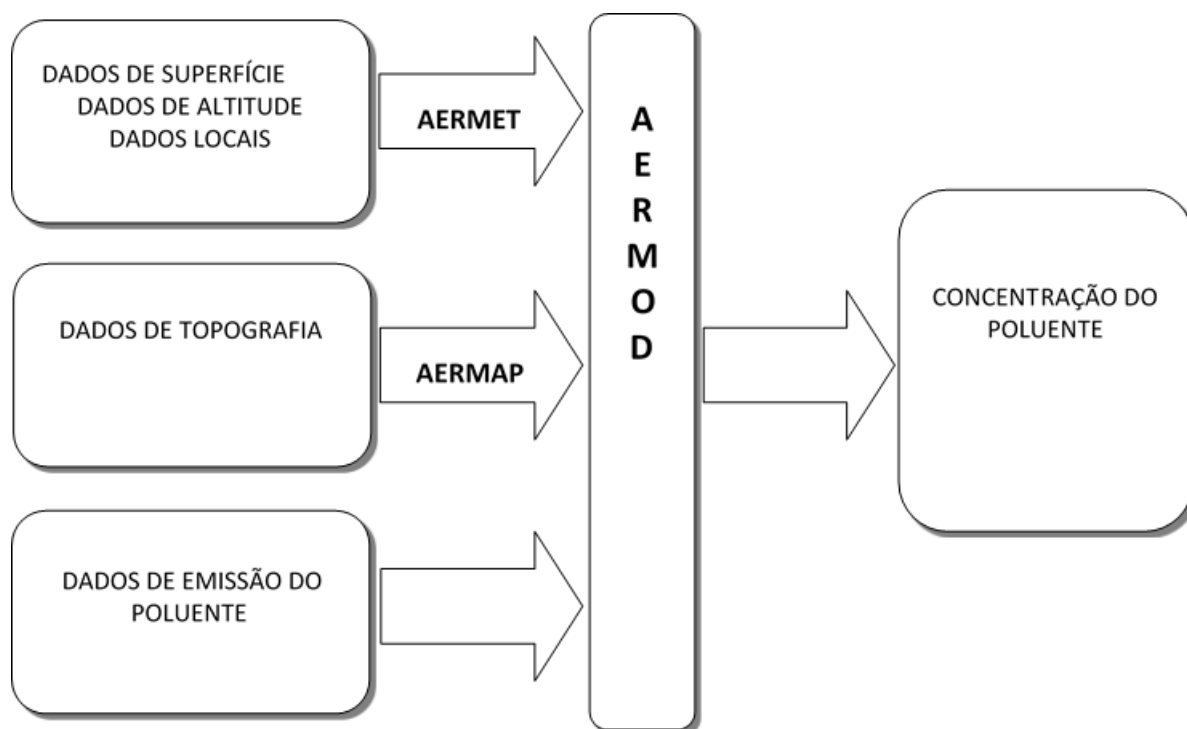 DADOS DE SUPERFÍCIE
DADOS DE ALTITUDE
DADOS LOCAIS
AERMET
DADOS DE TOPOGRAFIA
AERMAP
DADOS DE EMISSÃO DO
POLUENTE
A
E
R
M
O
D
CONCENTRAÇÃO DO
POLUENTE